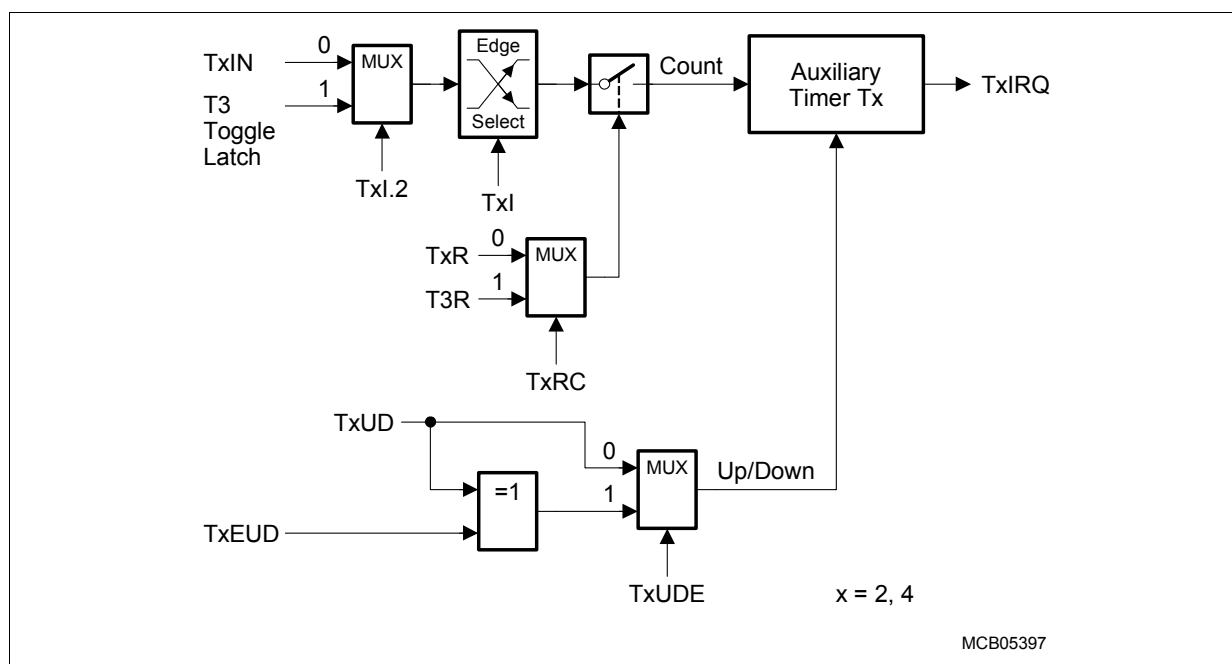 0
TxIN
MUX
Edge
Select
Count
Auxiliary
Timer Tx
TxIRQ
1
T3
Toggle
Latch
TxI.2
TxI
0
TxR
MUX
1
T3R
TxRC
TxUD
0
MUX
Up/Down
=1
1
TxEUD
TxUDE
x = 2, 4
MCB05397